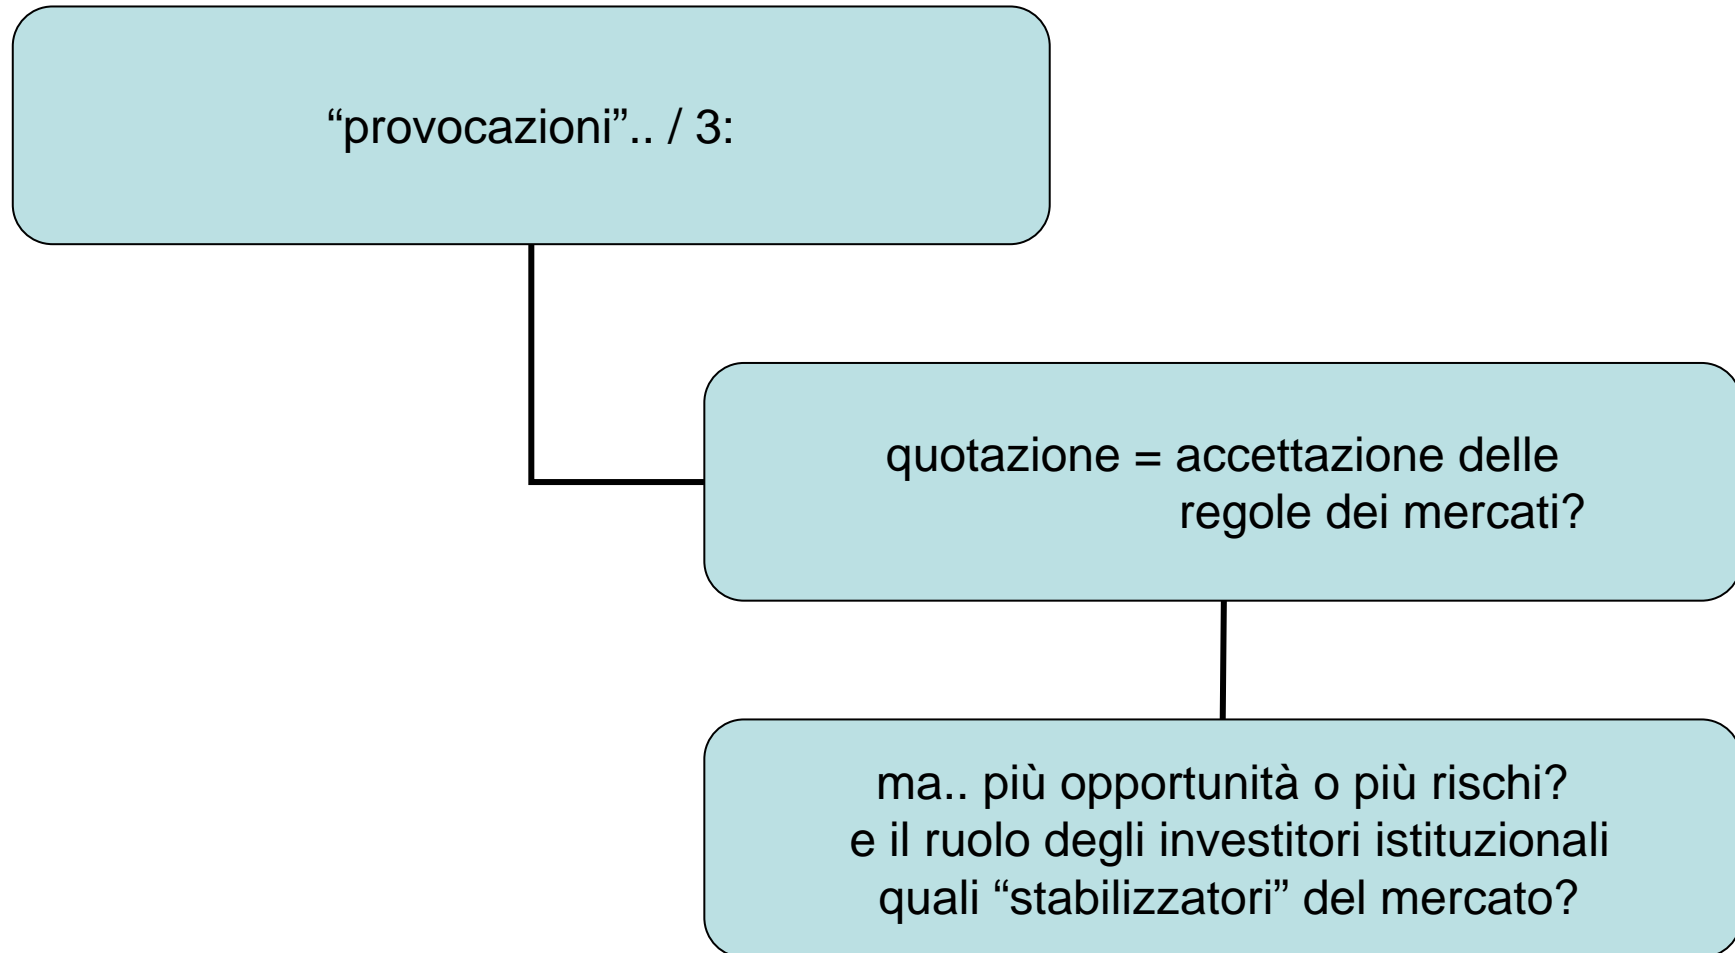 “provocazioni”.. / 3:
quotazione = accettazione delle
regole dei mercati?
ma.. più opportunità o più rischi?
e il ruolo degli investitori istituzionali
quali “stabilizzatori” del mercato?